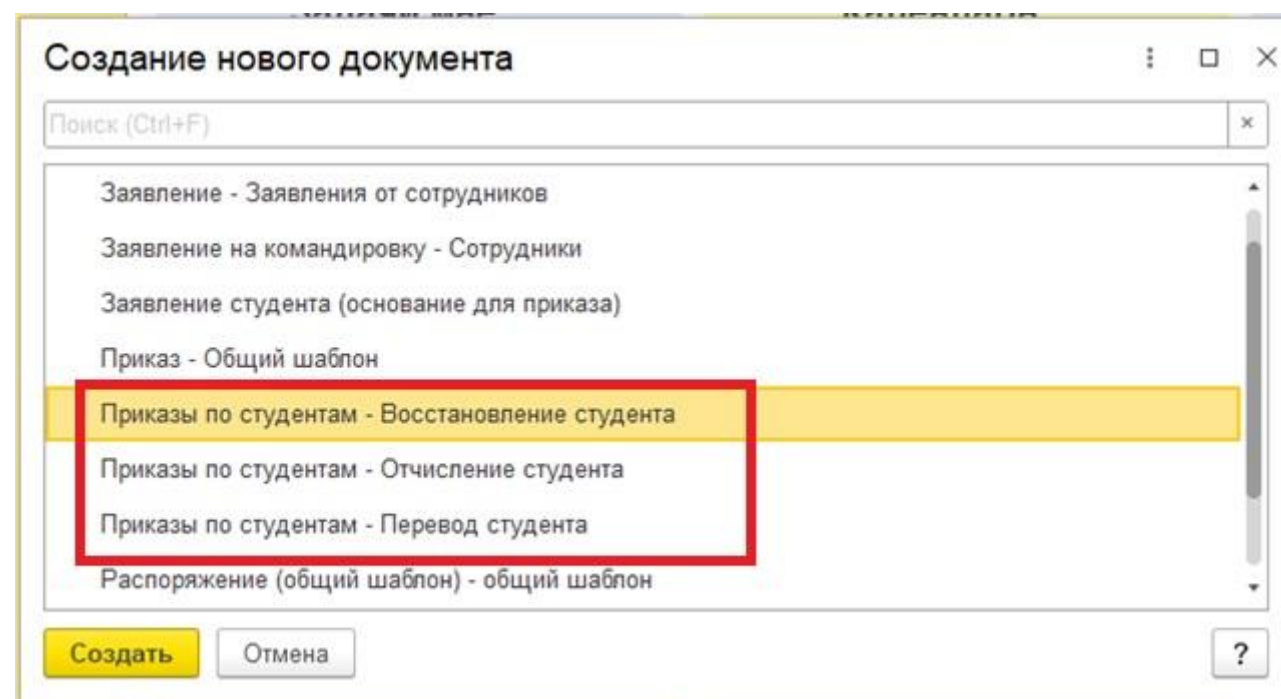 Создание нового документа
Поиск (Ctrl+F)
Заявление - Заявления от сотрудников
Заявление на командировку - Сотрудники
Заявление студента (основание для приказа)
Приказ - Общий шаблон
Приказы по студентам - Восстановление студента
Приказы по студентам - Отчисление студента
Приказы по студентам - Перевод студента
Распоряжение (общий шаблон) - общий шаблон
Создать Отмена ?